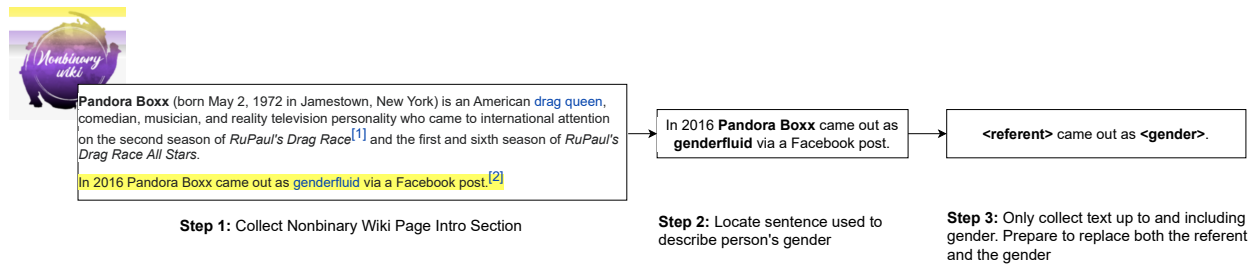 Nonbinary
wiki
Pandora Boxx (born May 2, 1972 in Jamestown, New York) is an American drag queen,
comedian, musician, and reality television personality who came to international attention
on the second season of RuPaul's Drag Race[1] and the first and sixth season of RuPaul's
Drag Race All Stars.
In 2016 Pandora Boxx came out as genderfluid via a Facebook post.[2]
In 2016 Pandora Boxx came out as
genderfluid via a Facebook post.
<referent> came out as <gender>.
Step 1: Collect Nonbinary Wiki Page Intro Section
Step 2: Locate sentence used to
describe person's gender
Step 3: Only collect text up to and including
gender. Prepare to replace both the referent
and the gender